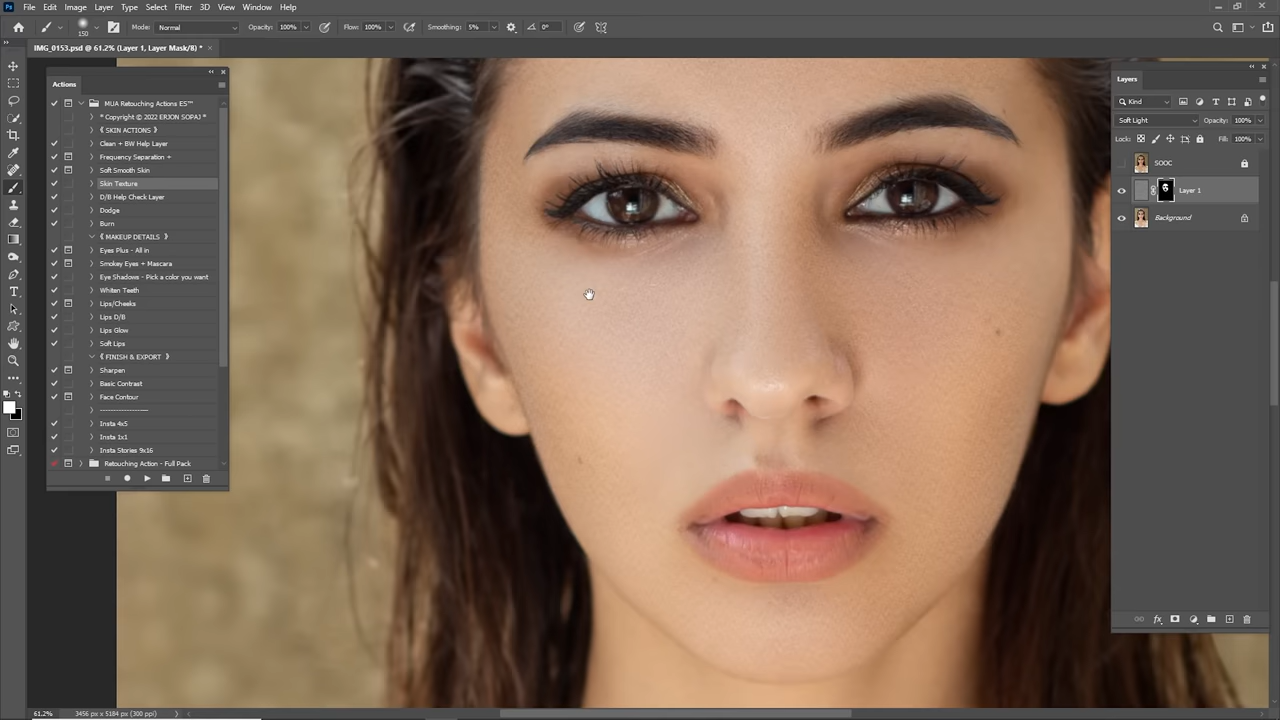 Ps File Edit Image Layer Type Select Filter 3D View Window Help
150 Mode: Normal Opacity: 100% Flow: 100% Smoothing: 5% 0°
IMG_0153.psd @ 61.2% (Layer 1, Layer Mask/8) * ×
Actions
MUA Retouching Actions ES™
* Copyright © 2022 ERJON SOPAJ *
《 SKIN ACTIONS 》
Clean + BW Help Layer
Frequency Separation +
Soft Smooth Skin
Skin Texture
D/B Help Check Layer
Dodge
Burn
《 MAKEUP DETAILS 》
Eyes Plus - All in
Smokey Eyes + Mascara
Eye Shadows - Pick a color you want
Whiten Teeth
Lips/Cheeks
Lips D/B
Lips Glow
Soft Lips
《 FINISH & EXPORT 》
Sharpen
Basic Contrast
Face Contour
--------------------
Insta 4x5
Insta 1x1
Insta Stories 9x16
Retouching Action - Full Pack
Layers
Kind
Soft Light Opacity: 100%
Lock: Fill: 100%
SOOC
Layer 1
Background
fx
61.2% 3456 px x 5184 px (300 ppi)